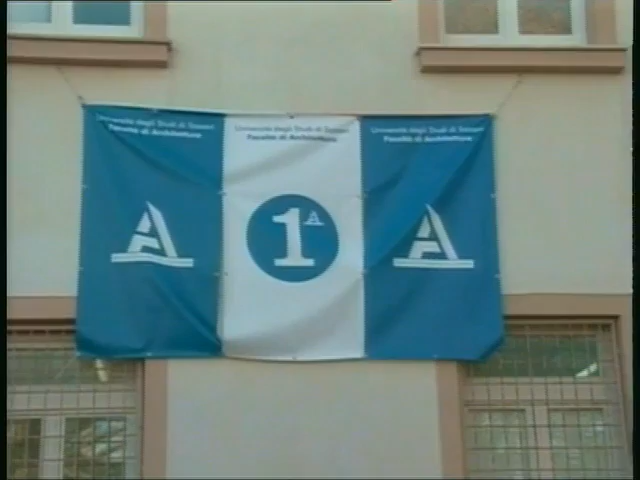 Università degli Studi di Sassari
Facoltà di Architettura
Università degli Studi di Sassari
Facoltà di Architettura
Università degli Studi di Sassari
Facoltà di Architettura
A
1A
A